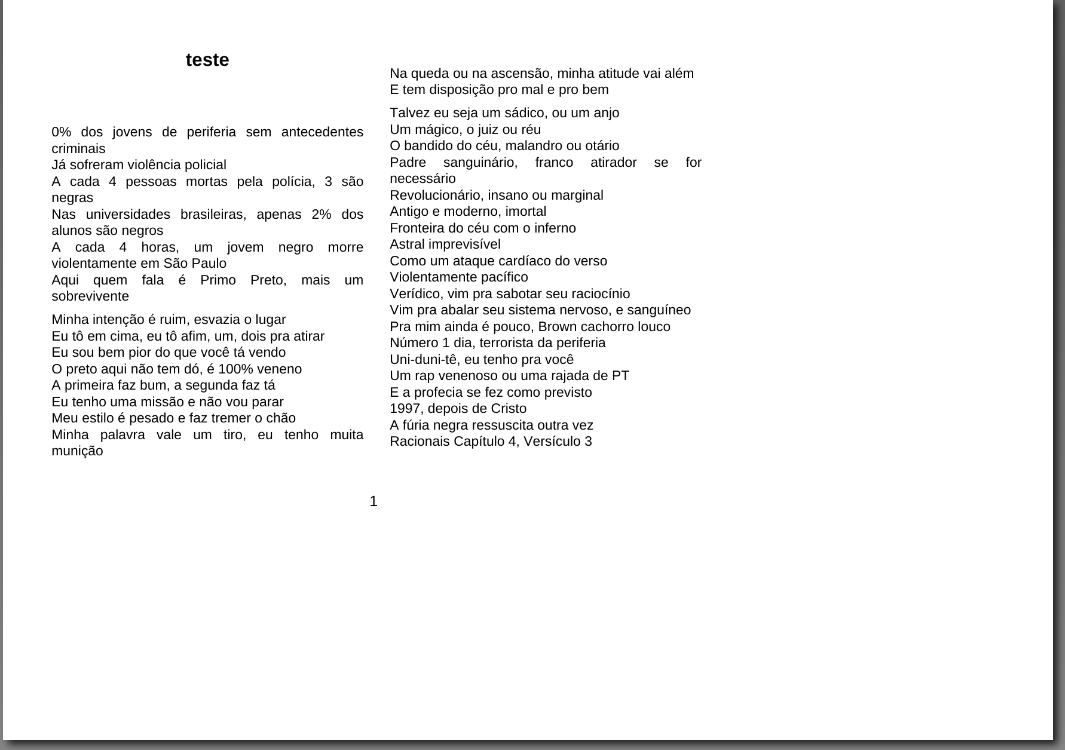 teste
0% dos jovens de periferia sem antecedentes
criminais
Já sofreram violência policial
A cada 4 pessoas mortas pela polícia, 3 são
negras
Nas universidades brasileiras, apenas 2% dos
alunos são negros
A cada 4 horas, um jovem negro morre
violentamente em São Paulo
Aqui quem fala é Primo Preto, mais um
sobrevivente
Minha intenção é ruim, esvazia o lugar
Eu tô em cima, eu tô afim, um, dois pra atirar
Eu sou bem pior do que você tá vendo
O preto aqui não tem dó, é 100% veneno
A primeira faz bum, a segunda faz tá
Eu tenho uma missão e não vou parar
Meu estilo é pesado e faz tremer o chão
Minha palavra vale um tiro, eu tenho muita
munição
Na queda ou na ascensão, minha atitude vai além
E tem disposição pro mal e pro bem
Talvez eu seja um sádico, ou um anjo
Um mágico, o juiz ou réu
O bandido do céu, malandro ou otário
Padre sanguinário, franco atirador se for
necessário
Revolucionário, insano ou marginal
Antigo e moderno, imortal
Fronteira do céu com o inferno
Astral imprevisível
Como um ataque cardíaco do verso
Violentamente pacífico
Verídico, vim pra sabotar seu raciocínio
Vim pra abalar seu sistema nervoso, e sanguíneo
Pra mim ainda é pouco, Brown cachorro louco
Número 1 dia, terrorista da periferia
Uni-duni-tê, eu tenho pra você
Um rap venenoso ou uma rajada de PT
E a profecia se fez como previsto
1997, depois de Cristo
A fúria negra ressuscita outra vez
Racionais Capítulo 4, Versículo 3
1